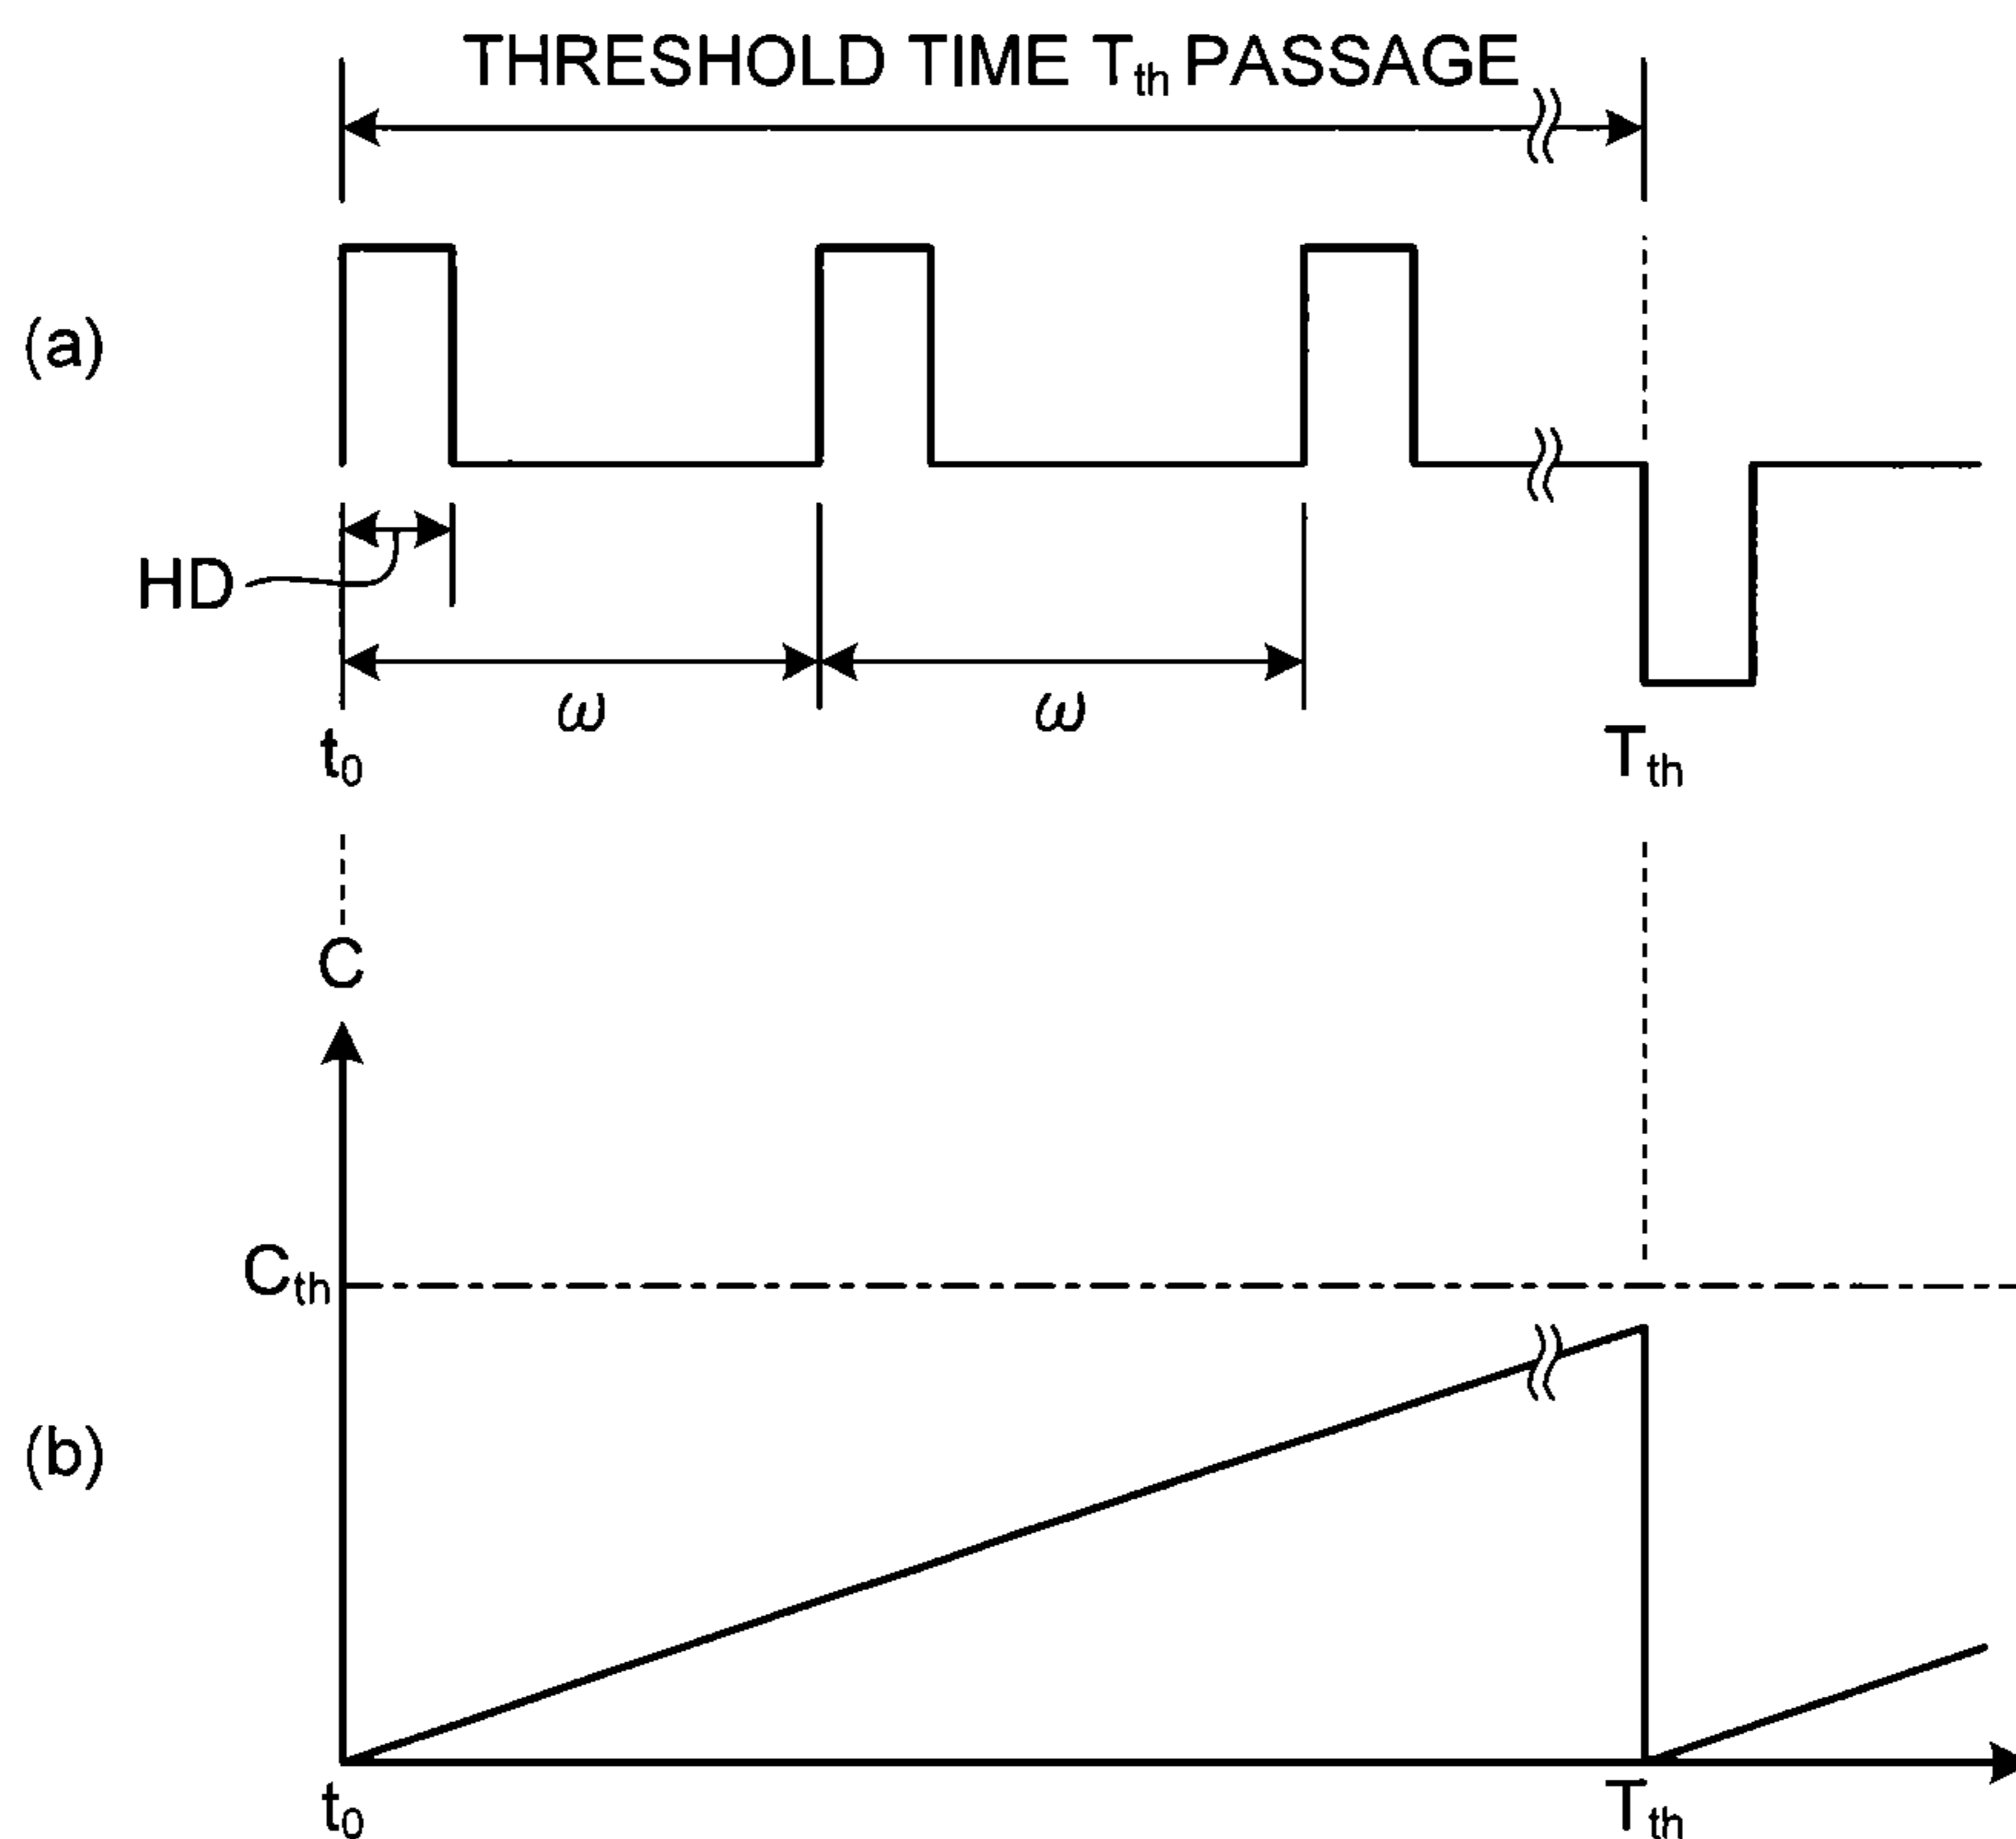 THRESHOLD TIME Tth PASSAGE
(a)
HD
ω ω
t0 Tth
C
Cth
(b)
t0 Tth